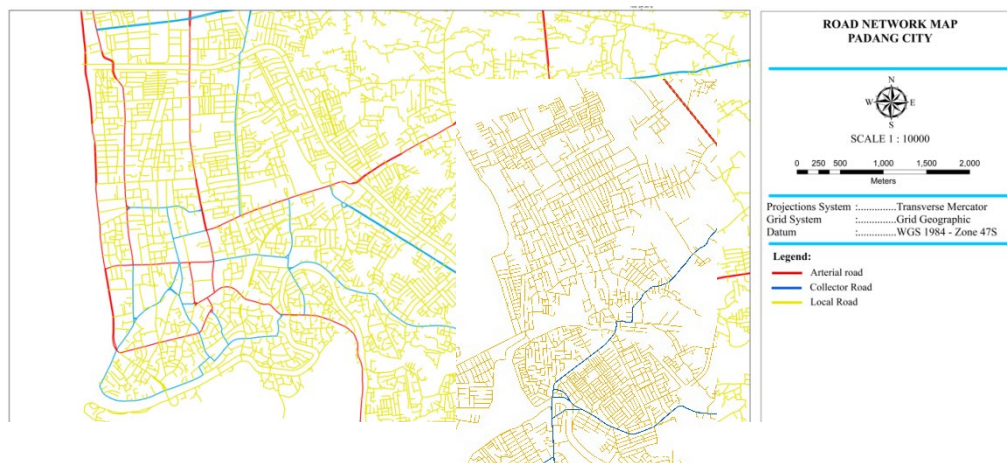 ROAD NETWORK MAP
PADANG CITY
N
W E
S
SCALE 1 : 10000
0 250 500 1,000 1,500 2,000
Meters
Projections System :..............Transverse Mercator
Grid System :..............Grid Geographic
Datum :..............WGS 1984 - Zone 47S
Legend:
Arterial road
Collector Road
Local Road